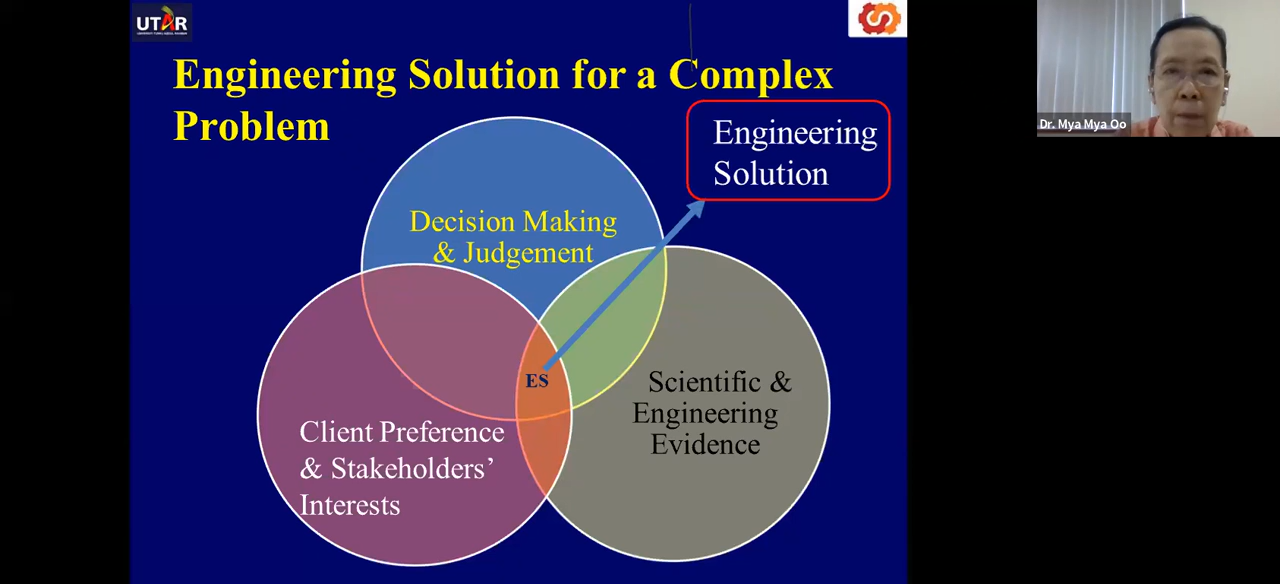 UTAR
Engineering Solution for a Complex
Problem
Engineering
Solution
Decision Making
& Judgement
ES
Scientific &
Engineering
Evidence
Client Preference
& Stakeholders’
Interests
Dr. Mya Mya Oo